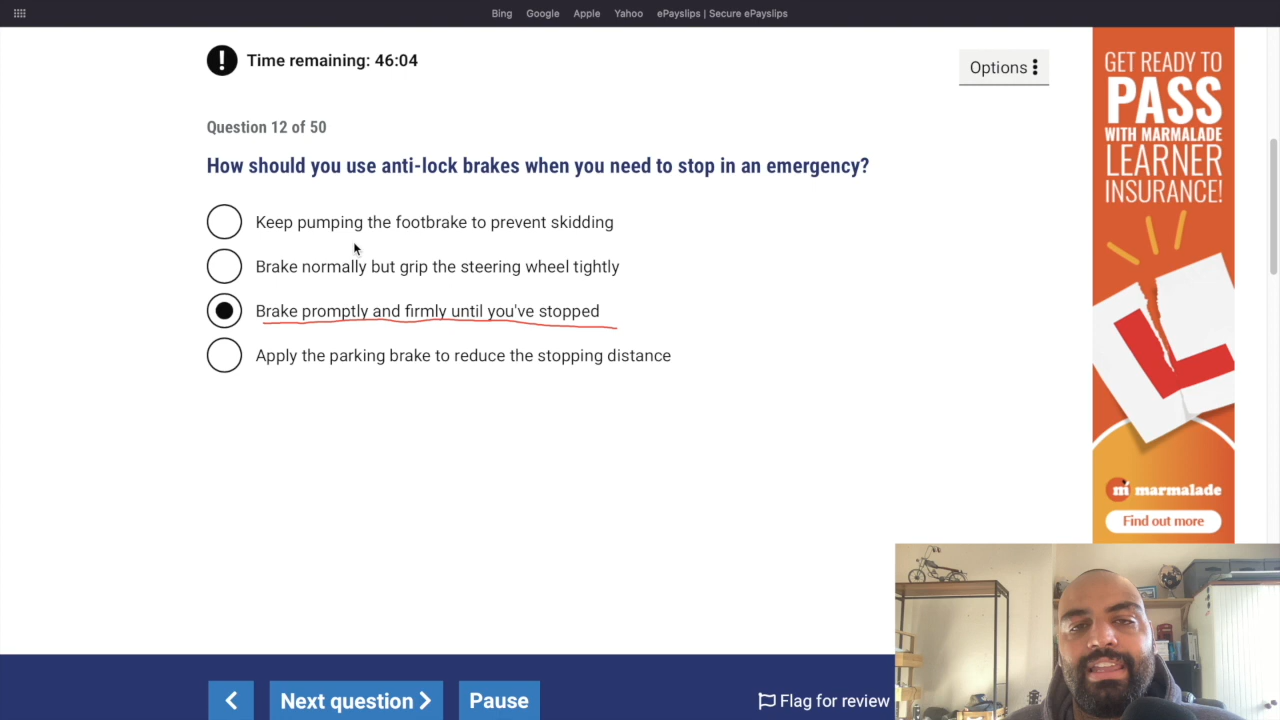 Bing Google Apple Yahoo ePayslips | Secure ePayslips
Time remaining: 46:04
Options
Question 12 of 50
How should you use anti-lock brakes when you need to stop in an emergency?
Keep pumping the footbrake to prevent skidding
Brake normally but grip the steering wheel tightly
Brake promptly and firmly until you've stopped
Apply the parking brake to reduce the stopping distance
Next question
Pause
Flag for review
GET READY TO
PASS
WITH MARMALADE
LEARNER
INSURANCE!
L
m marmalade
Find out more